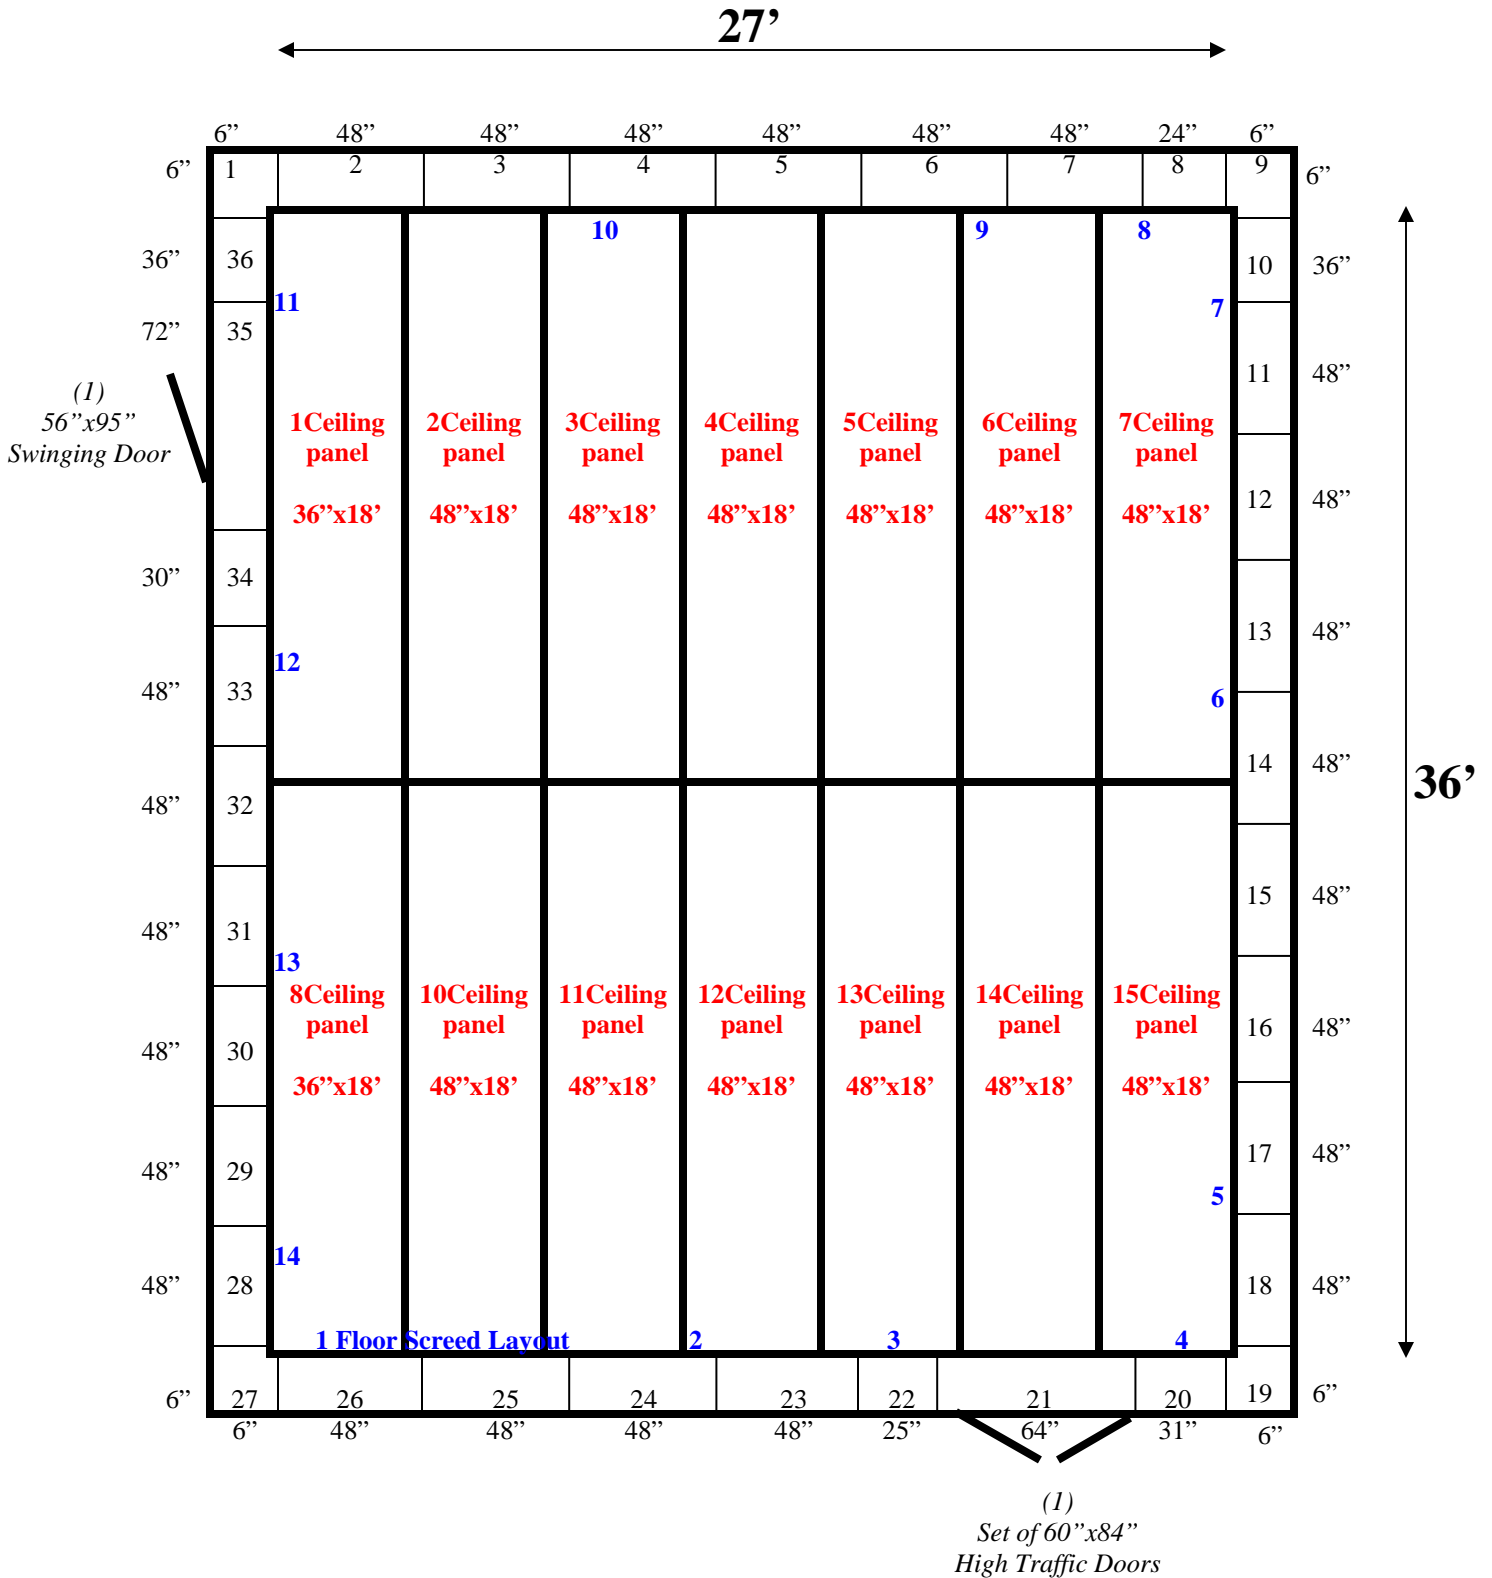 27’
6” 48” 48” 48” 48” 48” 48” 24” 6”
6” 1 2 3 4 5 6 7 8 9 6”
10 9 8
36” 36 10 36”
11 7
72” 35
11 48”
(1)
56”x95”
Swinging Door
1Ceiling 2Ceiling 3Ceiling 4Ceiling 5Ceiling 6Ceiling 7Ceiling
panel panel panel panel panel panel panel
36”x18’ 48”x18’ 48”x18’ 48”x18’ 48”x18’ 48”x18’ 48”x18’
12 48”
30” 34
13 48”
12
48” 33 6
14 48”
36’
48” 32
15 48”
48” 31
13
8Ceiling 10Ceiling 11Ceiling 12Ceiling 13Ceiling 14Ceiling 15Ceiling
panel panel panel panel panel panel panel
16 48”
48” 30
36”x18’ 48”x18’ 48”x18’ 48”x18’ 48”x18’ 48”x18’ 48”x18’
17 48”
48” 29
5
14
48” 28 18 48”
1 Floor Screed Layout 2 3 4
6” 27 26 25 24 23 22 21 20 19 6”
6” 48” 48” 48” 48” 25” 64” 31” 6”
(1)
Set of 60”x84”
High Traffic Doors